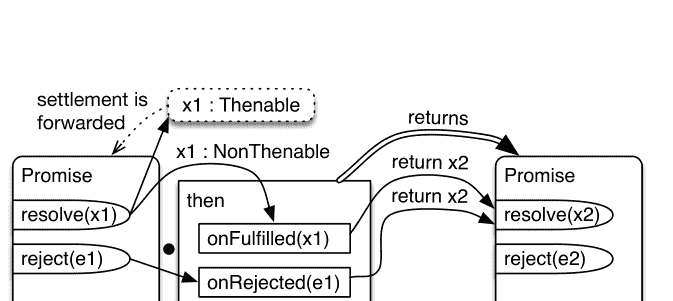 settlement is
forwarded
x1 : Thenable
returns
x1 : NonThenable
return x2
return x2
Promise
resolve(x1)
reject(e1)
then
onFulfilled(x1)
onRejected(e1)
Promise
resolve(x2)
reject(e2)